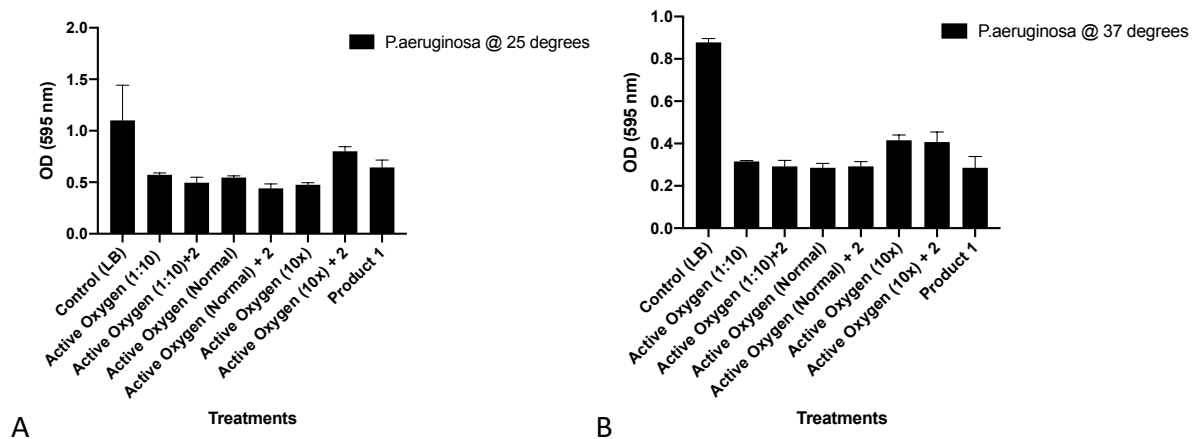 P.aeruginosa @ 25 degrees
2.0
1.5
1.0
0.5
0.0
OD (595 nm)
Control (LB)
Active Oxygen (1:10)
Active Oxygen (1:10)+2
Active Oxygen (Normal)
Active Oxygen (Normal) + 2
Active Oxygen (10x)
Active Oxygen (10x) + 2
Product 1
Treatments
A
P.aeruginosa @ 37 degrees
1.0
0.8
0.6
0.4
0.2
0.0
OD (595 nm)
Control (LB)
Active Oxygen (1:10)
Active Oxygen (1:10)+2
Active Oxygen (Normal)
Active Oxygen (Normal) + 2
Active Oxygen (10x)
Active Oxygen (10x) + 2
Product 1
Treatments
B